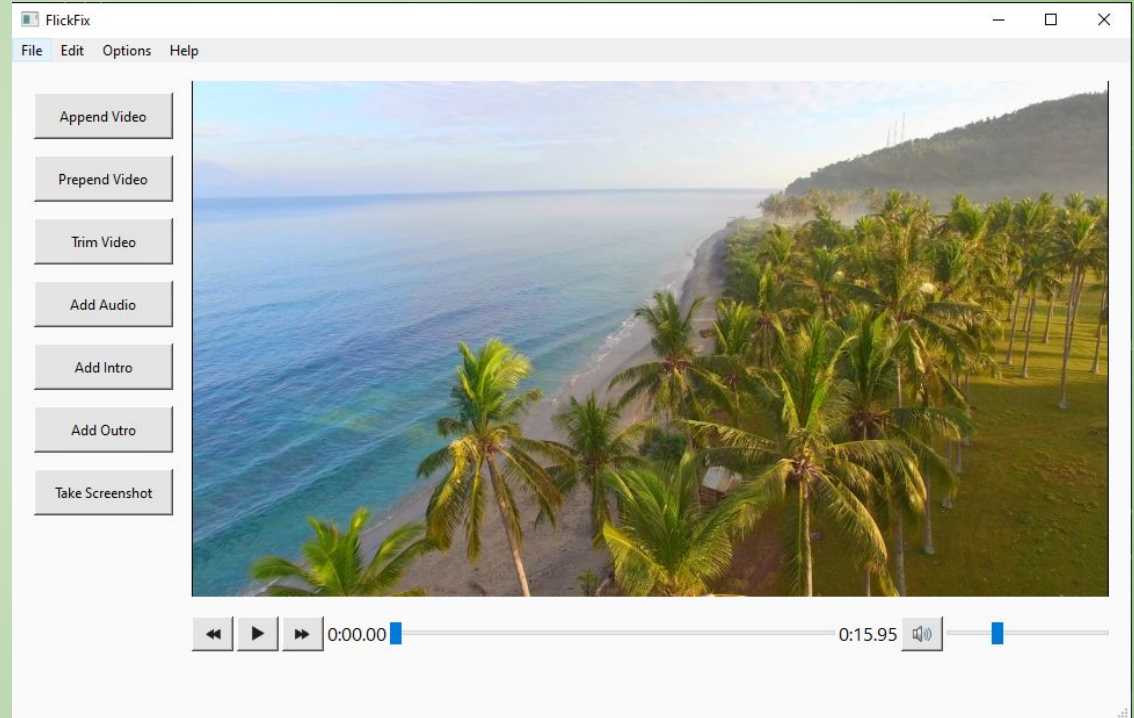 FlickFix
File Edit Options Help
Append Video
Prepend Video
Trim Video
Add Audio
Add Intro
Add Outro
Take Screenshot
0:00.00 0:15.95